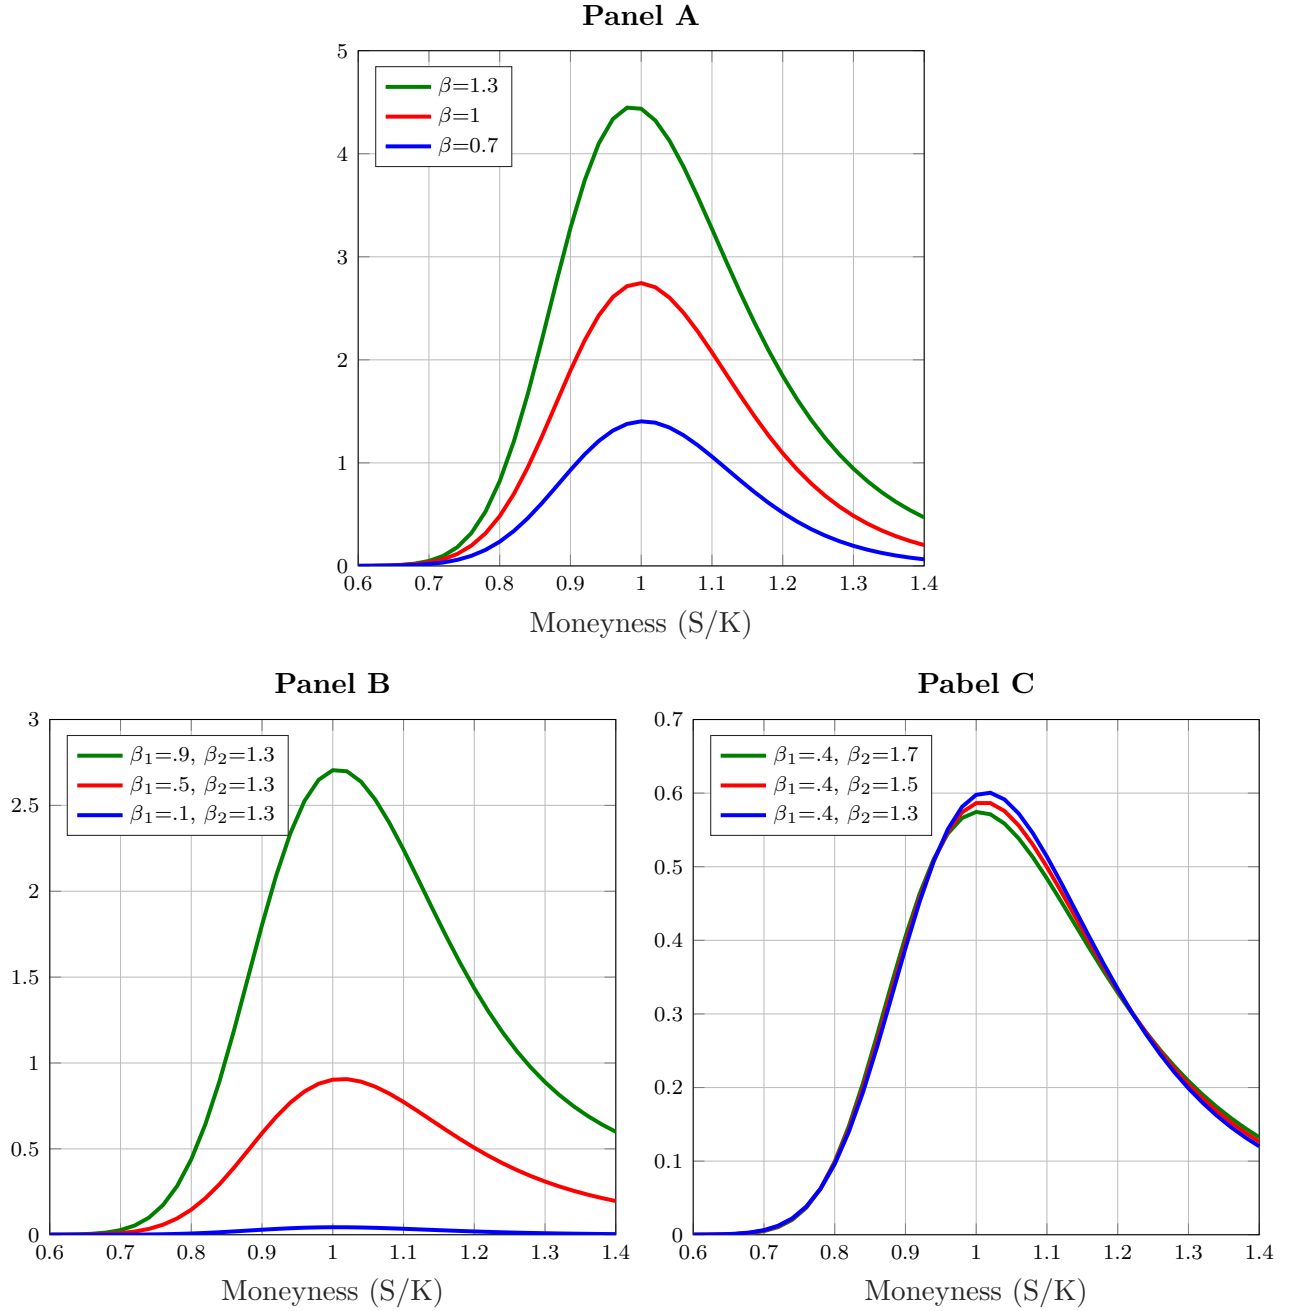 Panel A
β=1.3
β=1
β=0.7
5
4
3
2
1
0
0.6 0.7 0.8 0.9 1 1.1 1.2 1.3 1.4
Moneyness (S/K)
Panel B
β₁=.9, β₂=1.3
β₁=.5, β₂=1.3
β₁=.1, β₂=1.3
3
2.5
2
1.5
1
0.5
0
0.6 0.7 0.8 0.9 1 1.1 1.2 1.3 1.4
Moneyness (S/K)
Pabel C
β₁=.4, β₂=1.7
β₁=.4, β₂=1.5
β₁=.4, β₂=1.3
0.7
0.6
0.5
0.4
0.3
0.2
0.1
0
0.6 0.7 0.8 0.9 1 1.1 1.2 1.3 1.4
Moneyness (S/K)